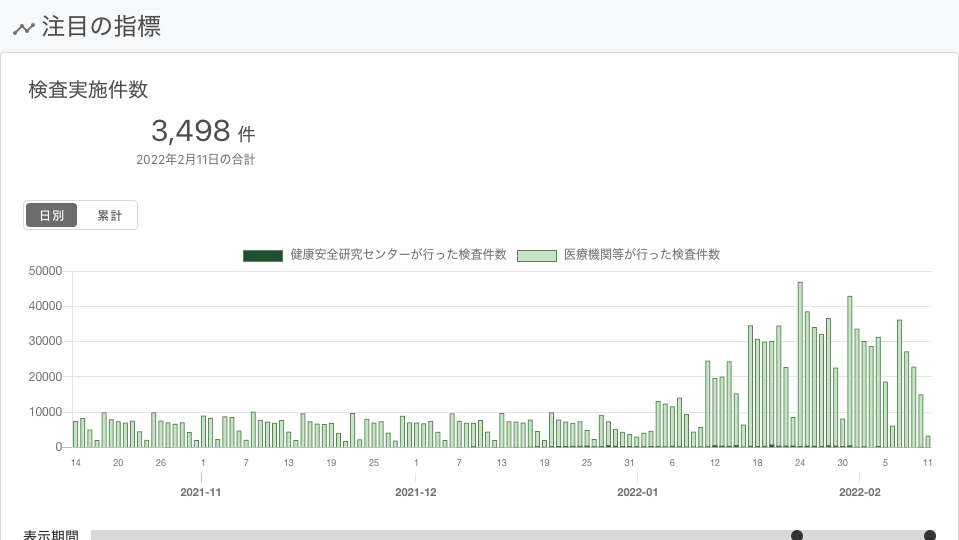 注目の指標
検査実施件数
3,498 件
2022年2月11日の合計
日別 累計
健康安全研究センターが行った検査件数 医療機関等が行った検査件数
50000
40000
30000
20000
10000
0
14 20 26 1 7 13 19 25 1 7 13 19 25 31 6 12 18 24 30 5 11
2021-11 2021-12 2022-01 2022-02
表示期間